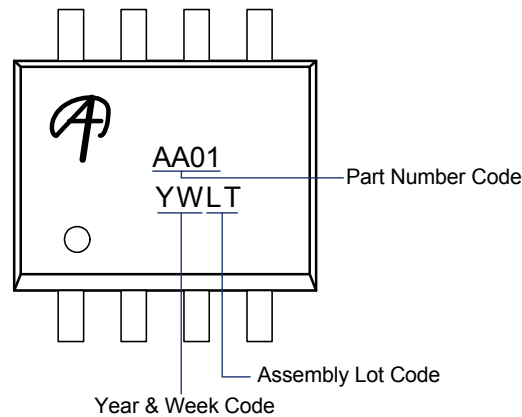 AA01
Part Number Code
YWLT
Assembly Lot Code
Year & Week Code